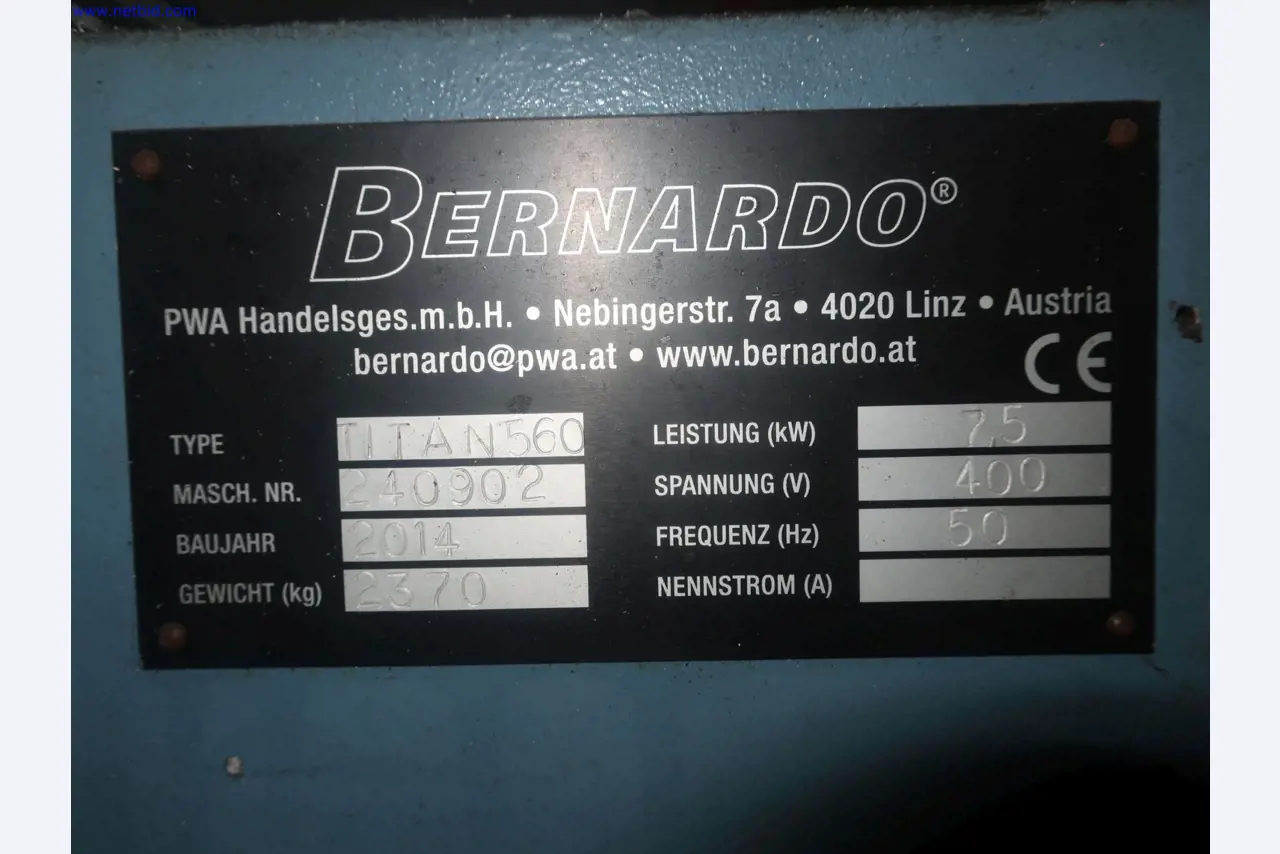 www.netbid.com
BERNARDO®
PWA Handelsges.m.b.H. • Nebingerstr. 7a • 4020 Linz • Austria
bernardo@pwa.at • www.bernardo.at
CE
TYPE TITAN560
MASCH. NR. 240902
BAUJAHR 2014
GEWICHT (kg) 2370
LEISTUNG (kW) 7,5
SPANNUNG (V) 400
FREQUENZ (Hz) 50
NENNSTROM (A)